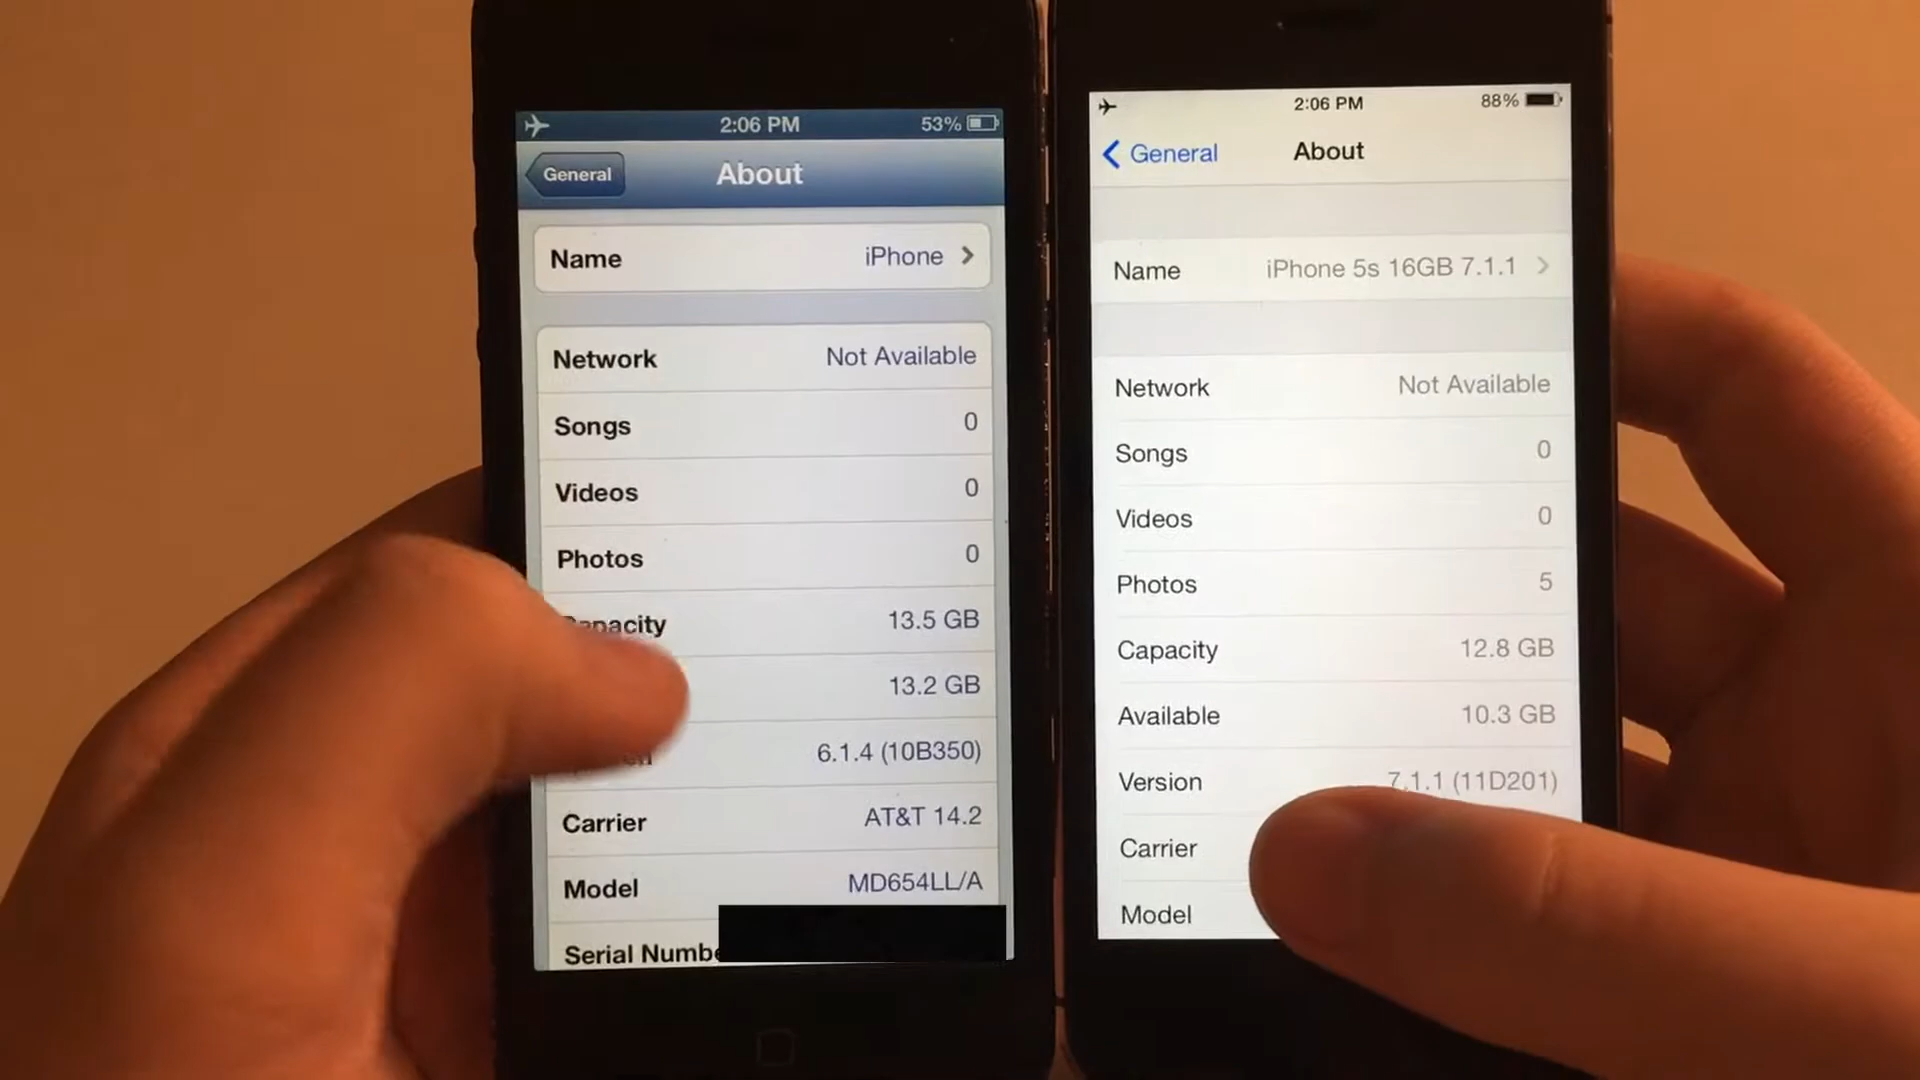 2:06 PM 53%
General About
Name iPhone
Network Not Available
Songs 0
Videos 0
Photos 0
Capacity 13.5 GB
13.2 GB
6.1.4 (10B350)
Carrier AT&T 14.2
Model MD654LL/A
Serial Numbe
2:06 PM 88%
General About
Name iPhone 5s 16GB 7.1.1
Network Not Available
Songs 0
Videos 0
Photos 5
Capacity 12.8 GB
Available 10.3 GB
Version 7.1.1 (11D201)
Carrier
Model